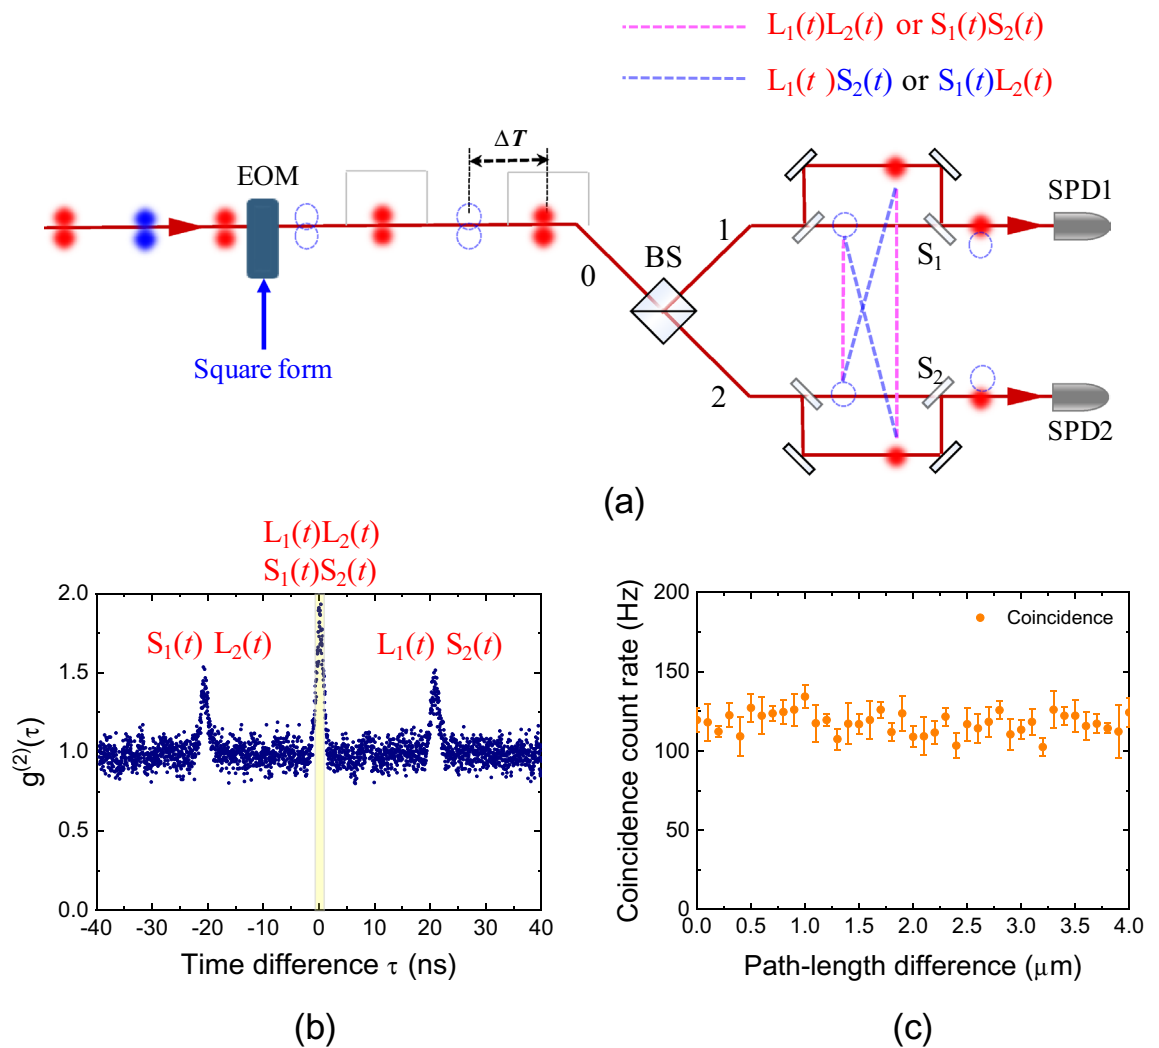 L₁(t)L₂(t) or S₁(t)S₂(t)
L₁(t )S₂(t) or S₁(t)L₂(t)
ΔT
EOM
Square form
0
BS
1
2
S₁
S₂
SPD1
SPD2
(a)
L₁(t)L₂(t)
S₁(t)S₂(t)
S₁(t) L₂(t)
L₁(t) S₂(t)
g⁽²⁾(τ)
2.0
1.5
1.0
0.5
0.0
-40 -30 -20 -10 0 10 20 30 40
Time difference τ (ns)
(b)
Coincidence count rate (Hz)
200
150
100
50
0
Coincidence
0.0 0.5 1.0 1.5 2.0 2.5 3.0 3.5 4.0
Path-length difference (μm)
(c)